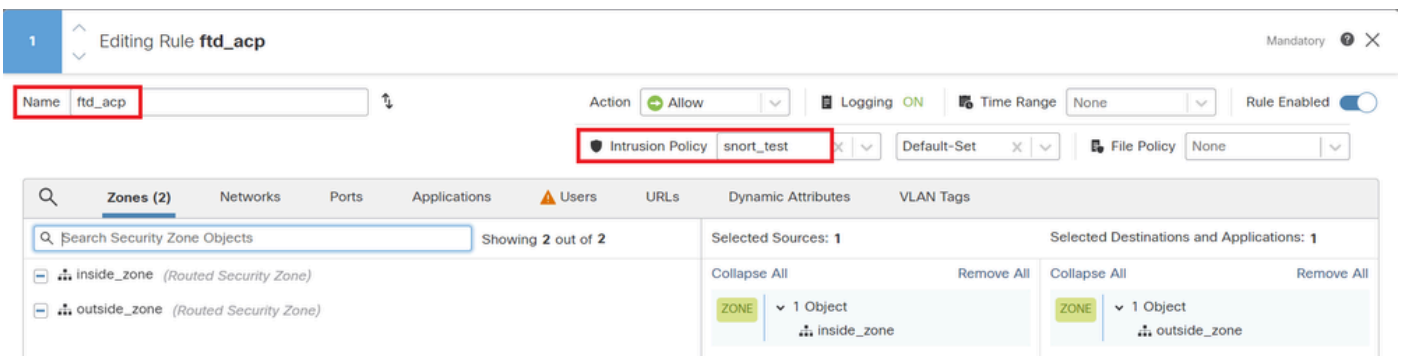 1 Editing Rule ftd_acp Mandatory
Name ftd_acp Action Allow Logging ON Time Range None Rule Enabled
Intrusion Policy snort_test Default-Set File Policy None
Zones (2) Networks Ports Applications Users URLs Dynamic Attributes VLAN Tags
Search Security Zone Objects Showing 2 out of 2 Selected Sources: 1 Selected Destinations and Applications: 1
inside_zone (Routed Security Zone) Collapse All Remove All Collapse All Remove All
outside_zone (Routed Security Zone) ZONE 1 Object ZONE 1 Object
inside_zone outside_zone